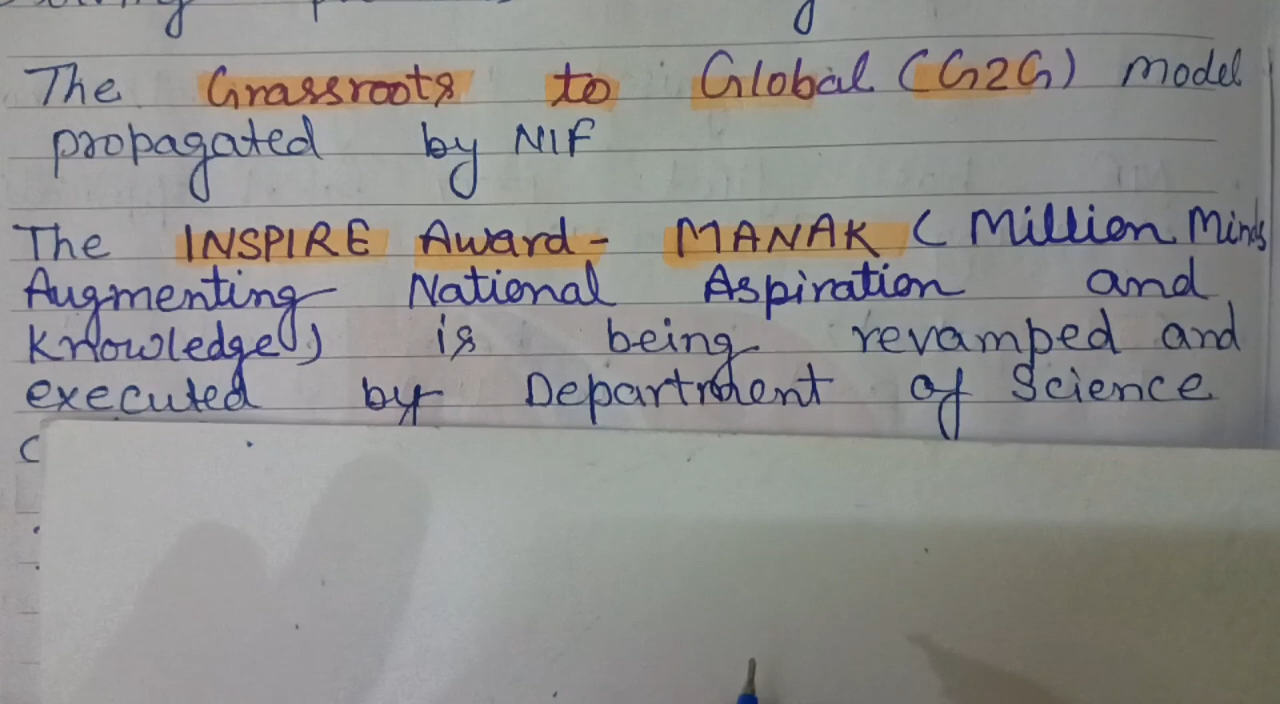 The Grassroots to Global (G2G) model
propagated by NIF
The INSPIRE Award - MANAK ( Million Minds
Augmenting National Aspiration and
Knowledge) is being revamped and
executed by Department of Science